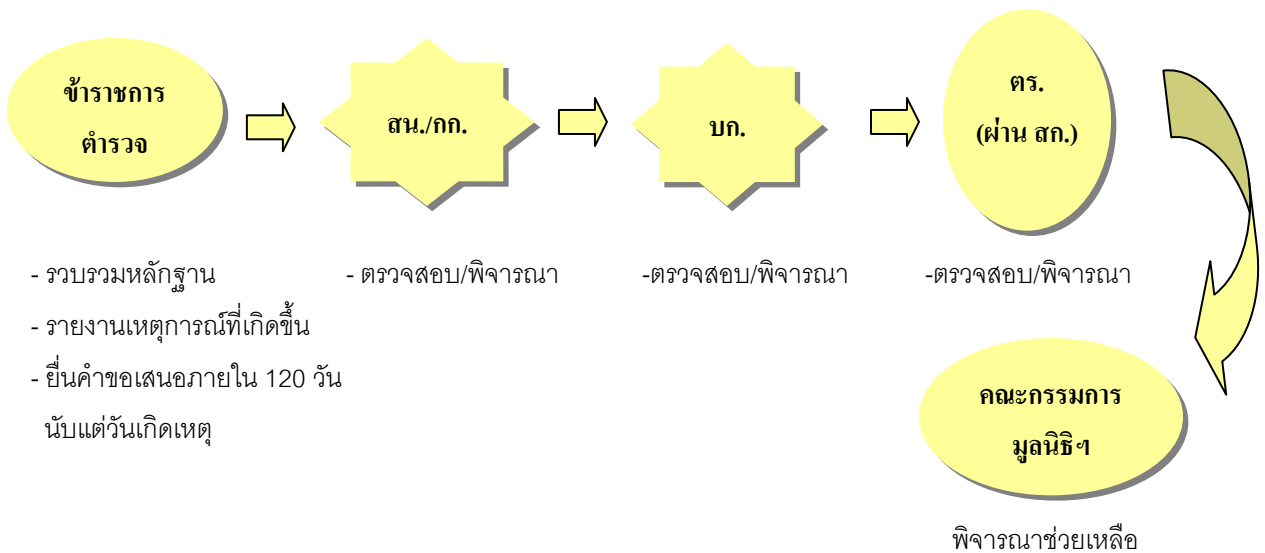 ข้าราชการ
ตำรวจ
สน./กก.
บก.
ตร.
(ผ่าน สก.)
- รวบรวมหลักฐาน
- รายงานเหตุการณ์ที่เกิดขึ้น
- ยื่นคำขอเสนอภายใน 120 วัน
นับแต่วันเกิดเหตุ
- ตรวจสอบ/พิจารณา
-ตรวจสอบ/พิจารณา
-ตรวจสอบ/พิจารณา
คณะกรรมการ
มูลนิธิฯ
พิจารณาช่วยเหลือ